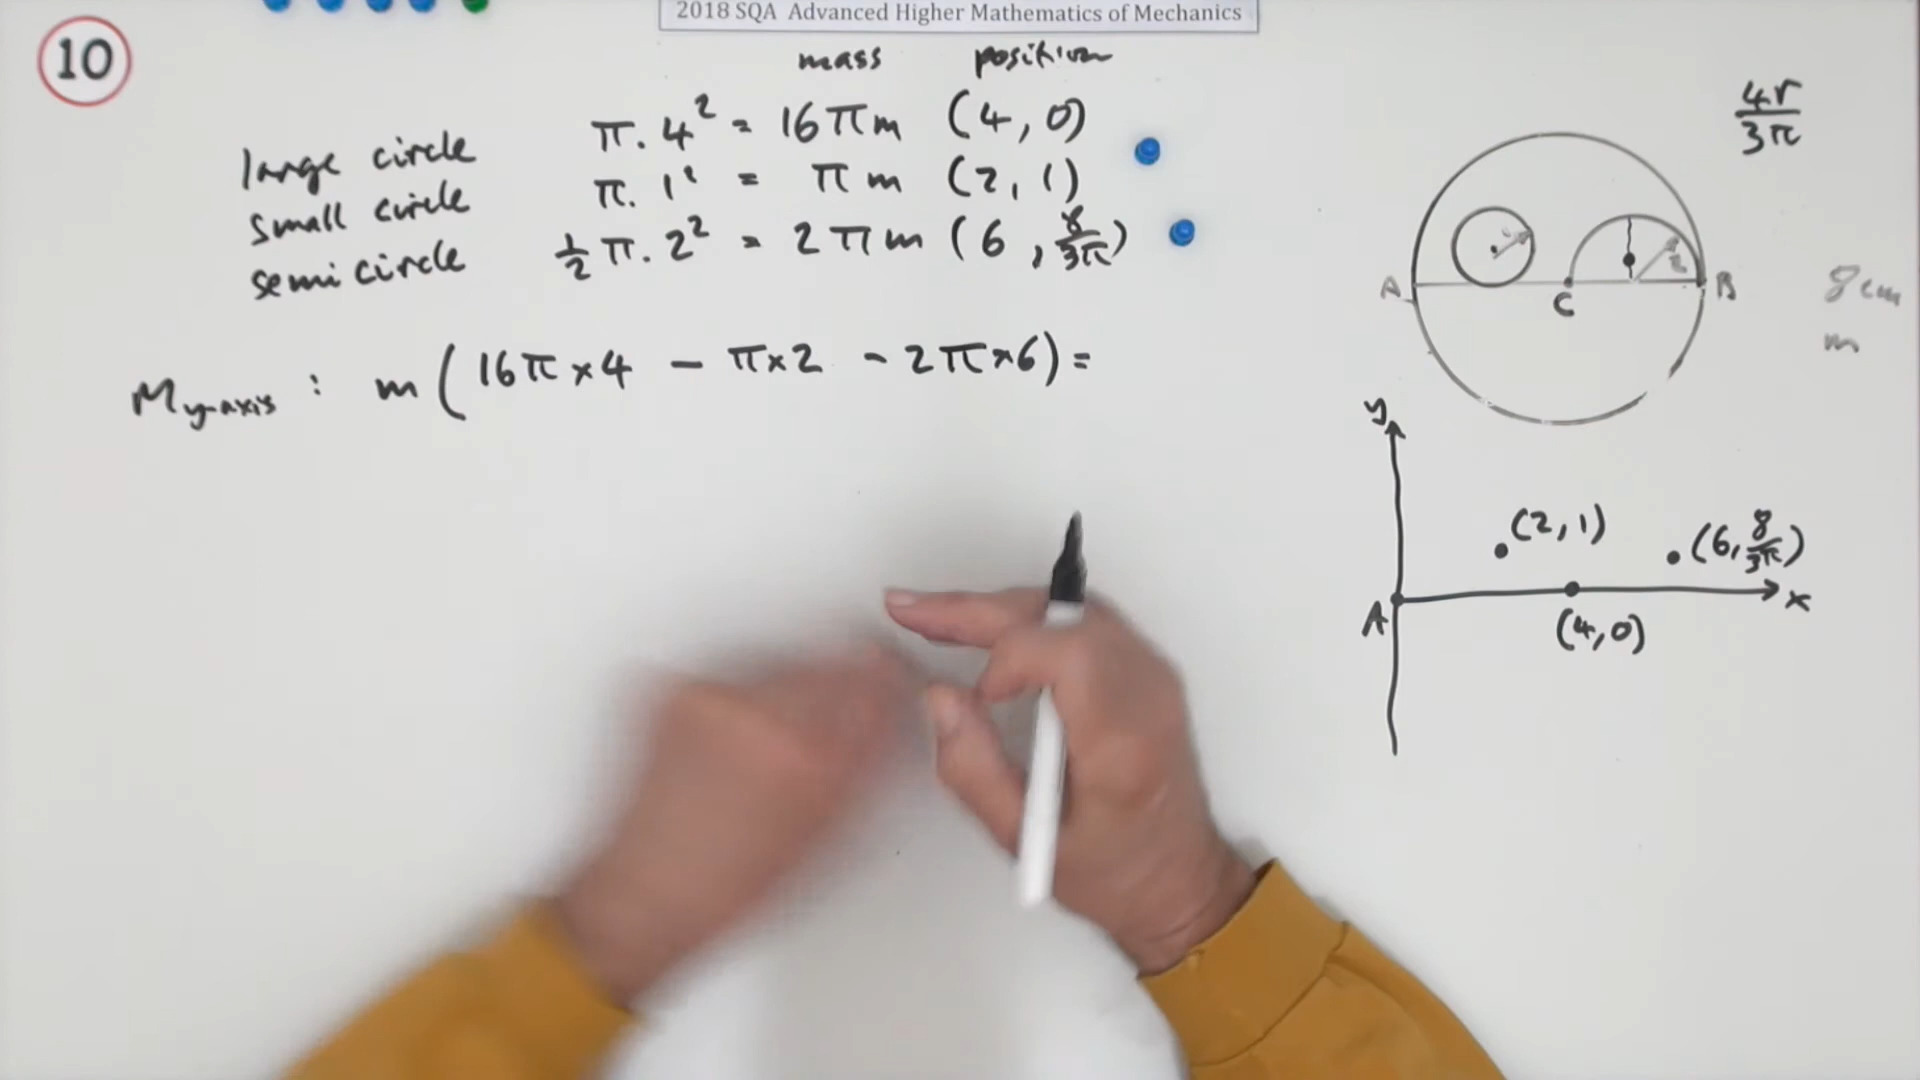 10
2018 SQA Advanced Higher Mathematics of Mechanics
mass position
large circle π.4² = 16πm (4, 0)
small circle π.1² = πm (2, 1)
semi circle ½π.2² = 2πm (6, 8/3π)
My-axis : m(16π×4 − π×2 − 2π×6) =
4r/3π
2
A C B
8cm
m
y
(2, 1)
(6, 8/3π)
A x
(4, 0)